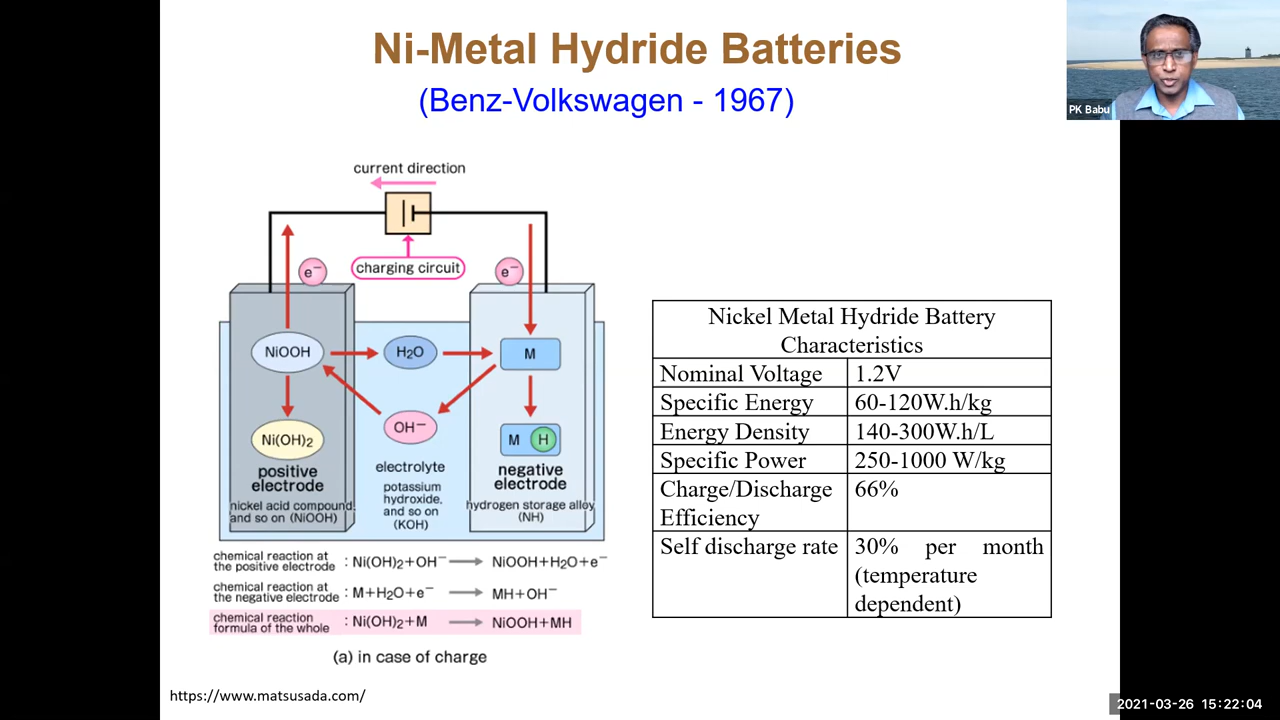 Ni-Metal Hydride Batteries
(Benz-Volkswagen - 1967)
PK Babu
current direction
e−
charging circuit
e−
NiOOH
H₂O
M
Ni(OH)₂
OH−
M H
positive
electrode
nickel acid compound
and so on (NiOOH)
electrolyte
potassium
hydroxide,
and so on
(KOH)
negative
electrode
hydrogen storage alloy
(NH)
chemical reaction at
the positive electrode : Ni(OH)₂+OH− ⟶ NiOOH+H₂O+e−
chemical reaction at
the negative electrode : M+H₂O+e− ⟶ MH+OH−
chemical reaction
formula of the whole : Ni(OH)₂+M ⟶ NiOOH+MH
(a) in case of charge
Nickel Metal Hydride Battery
Characteristics
Nominal Voltage 1.2V
Specific Energy 60-120W.h/kg
Energy Density 140-300W.h/L
Specific Power 250-1000 W/kg
Charge/Discharge 66%
Efficiency
Self discharge rate 30% per month
(temperature
dependent)
https://www.matsusada.com/
2021-03-26 15:22:04